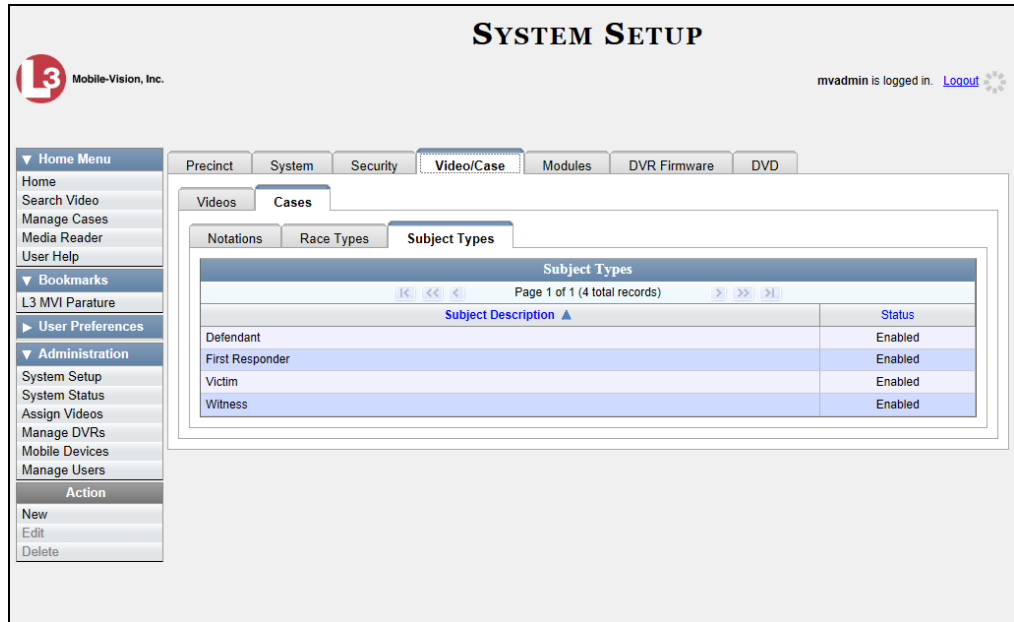 SYSTEM SETUP
L3 Mobile-Vision, Inc.
mvadmin is logged in. Logout
▼ Home Menu
Home
Search Video
Manage Cases
Media Reader
User Help
▼ Bookmarks
L3 MVI Parature
▶ User Preferences
▼ Administration
System Setup
System Status
Assign Videos
Manage DVRs
Mobile Devices
Manage Users
Action
New
Edit
Delete
Precinct System Security Video/Case Modules DVR Firmware DVD
Videos Cases
Notations Race Types Subject Types
Subject Types
|< << < Page 1 of 1 (4 total records) > >> >|
Subject Description ▲ Status
Defendant Enabled
First Responder Enabled
Victim Enabled
Witness Enabled